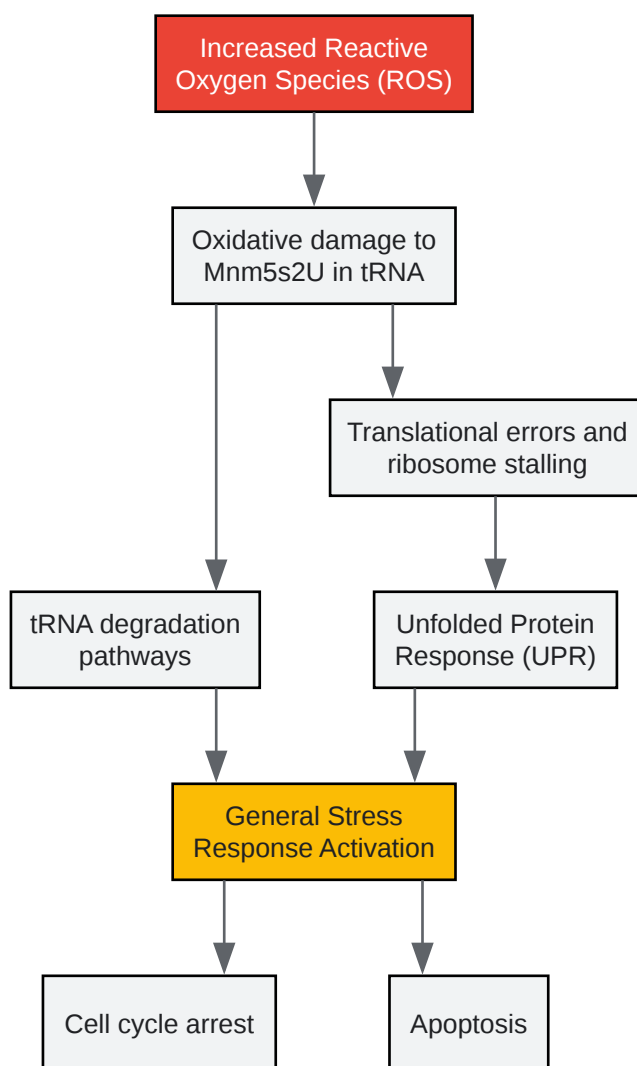 Increased Reactive
Oxygen Species (ROS)
Oxidative damage to
Mnm5s2U in tRNA
Translational errors and
ribosome stalling
tRNA degradation
pathways
Unfolded Protein
Response (UPR)
General Stress
Response Activation
Cell cycle arrest
Apoptosis